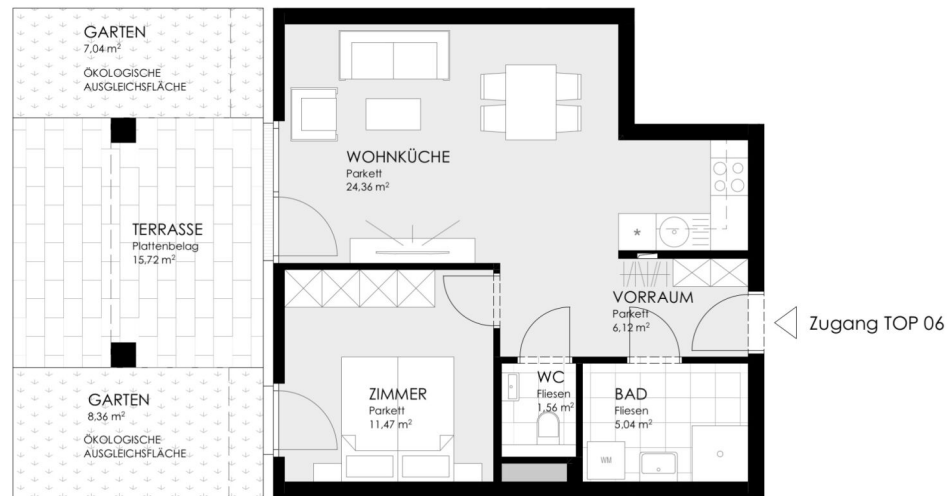 GARTEN
7,04 m²
ÖKOLOGISCHE
AUSGLEICHSFLÄCHE
WOHNKÜCHE
Parkett
24,36 m²
TERRASSE
Plattenbelag
15,72 m²
*
VORRAUM
Parkett
6,12 m²
Zugang TOP 06
GARTEN
8,36 m²
ÖKOLOGISCHE
AUSGLEICHSFLÄCHE
ZIMMER
Parkett
11,47 m²
WC
Fliesen
1,56 m²
BAD
Fliesen
5,04 m²
WM